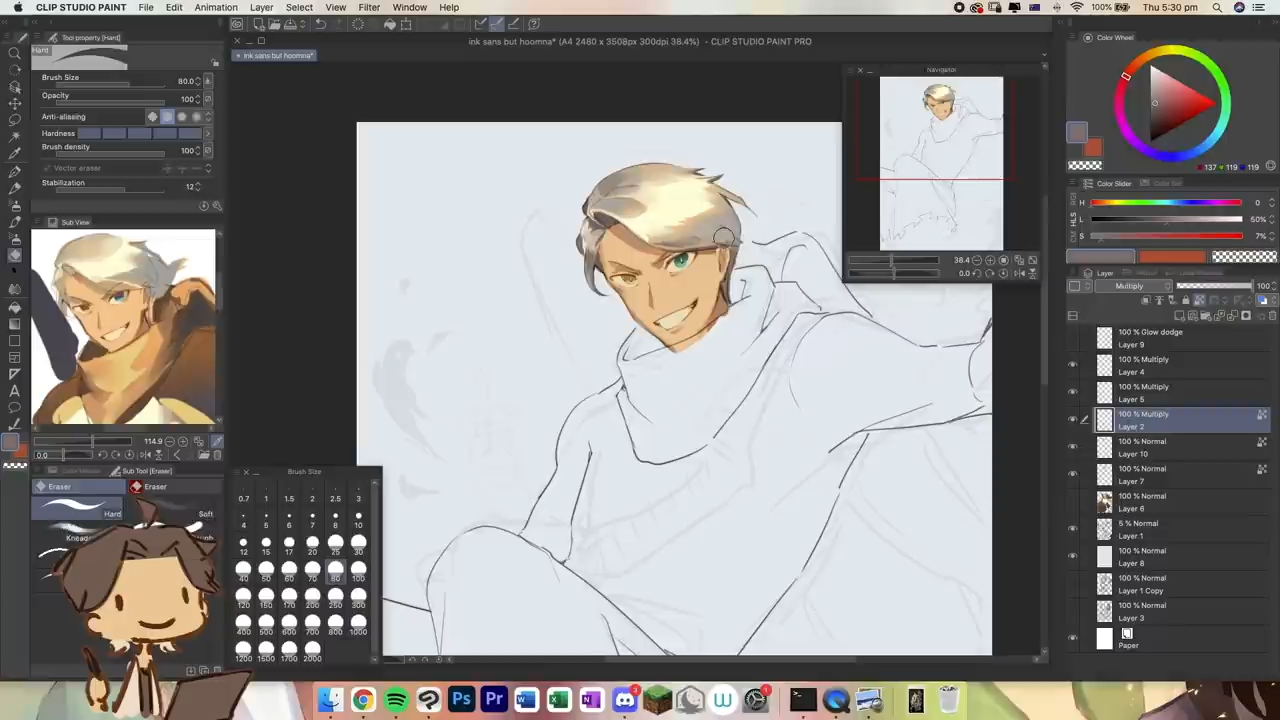 CLIP STUDIO PAINT File Edit Animation Layer Select View Filter Window Help 100% Thu 5:30 pm
ink sans but hoomna* (A4 2480 x 3508px 300dpi 38.4%) - CLIP STUDIO PAINT PRO
Tool property [Hard]
Hard
Brush Size 80.0
Opacity 100
Anti-aliasing
Hardness
Brush density 100
Vector eraser
Stabilization 12
Sub View
114.9
0.0
Sub Tool [Eraser]
Eraser Eraser
Hard
Soft
ink sans but hoomna*
Brush Size
0.7 1 1.5 2 2.5 3
4 5 6 7 8 10
12 15 17 20 25 30
40 50 60 70 80 100
120 150 170 200 250 300
400 500 600 700 800 1000
1200 1500 1700 2000
Navigator
38.4
0.0
Color Wheel
137 119 119
Color Slider
H 0
L 50%
S 7%
Layer
Multiply 100
100 % Glow dodge
Layer 9
100 % Multiply
Layer 4
100 % Multiply
Layer 5
100 % Multiply
Layer 2
100 % Normal
Layer 10
100 % Normal
Layer 7
100 % Normal
Layer 6
5 % Normal
Layer 1
100 % Normal
Layer 8
100 % Normal
Layer 1 Copy
100 % Normal
Layer 3
Paper
Ps Pr W X N W
3
1